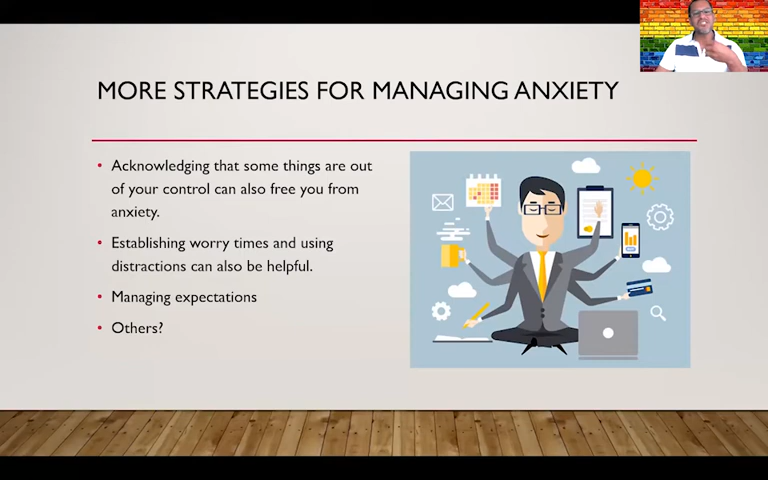 MORE STRATEGIES FOR MANAGING ANXIETY
• Acknowledging that some things are out
of your control can also free you from
anxiety.
• Establishing worry times and using
distractions can also be helpful.
• Managing expectations
• Others?